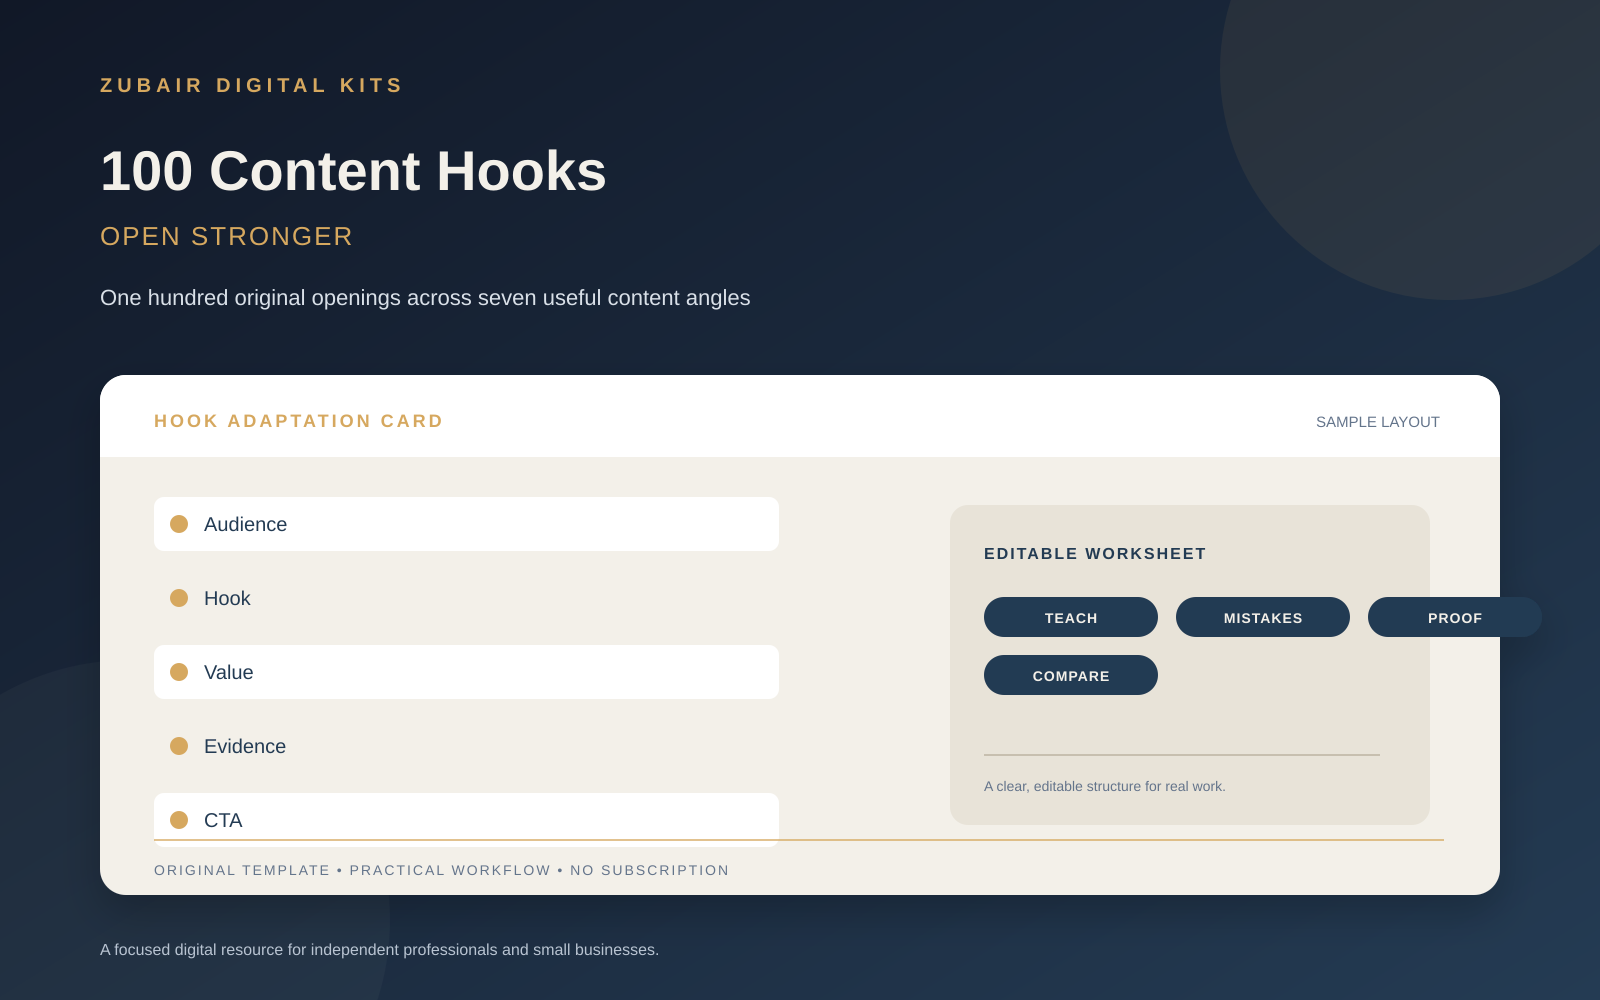 ZUBAIR DIGITAL KITS
100 Content Hooks
OPEN STRONGER
One hundred original openings across seven useful content angles
HOOK ADAPTATION CARD
SAMPLE LAYOUT
Audience
Hook
Value
Evidence
CTA
EDITABLE WORKSHEET
TEACH
MISTAKES
PROOF
COMPARE
A clear, editable structure for real work.
ORIGINAL TEMPLATE • PRACTICAL WORKFLOW • NO SUBSCRIPTION
A focused digital resource for independent professionals and small businesses.